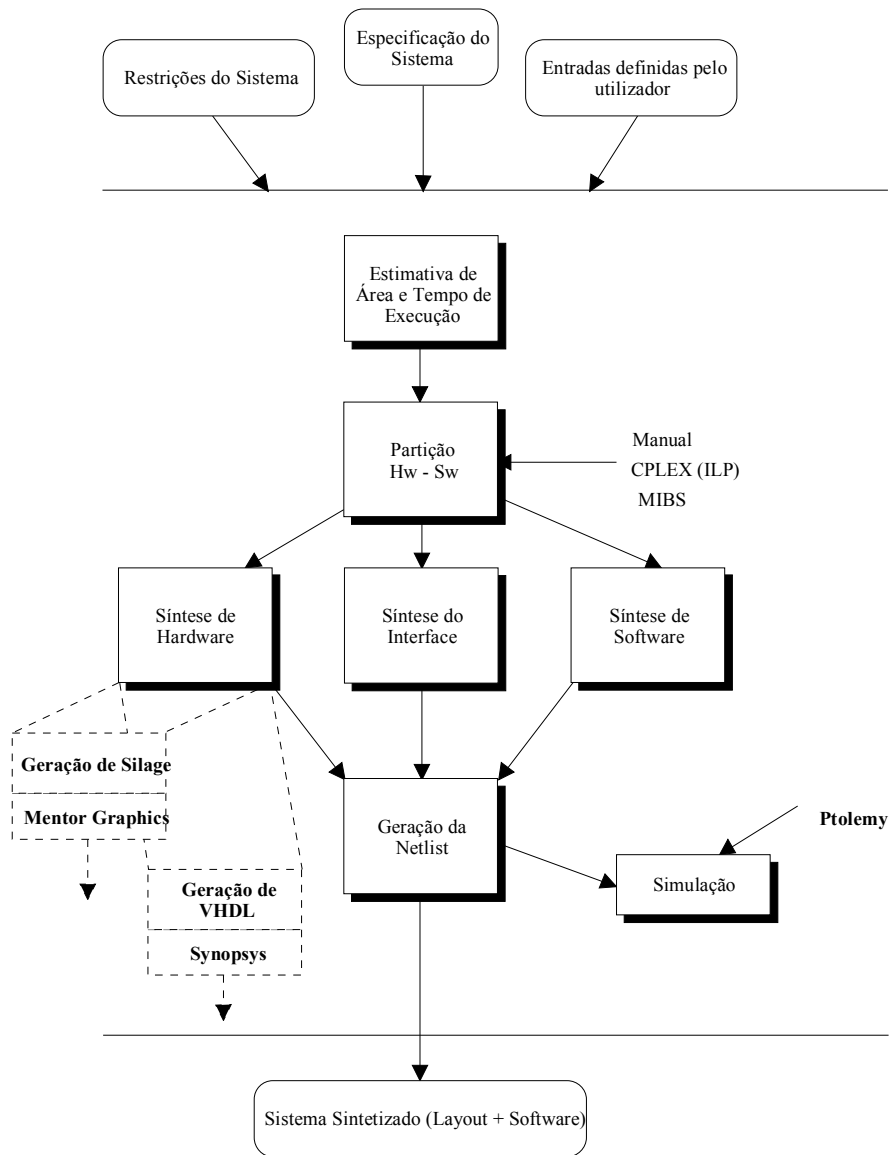 Restrições do Sistema
Especificação do
Sistema
Entradas definidas pelo
utilizador
Estimativa de
Área e Tempo de
Execução
Partição
Hw - Sw
Manual
CPLEX (ILP)
MIBS
Síntese de
Hardware
Síntese do
Interface
Síntese de
Software
Geração de Silage
Mentor Graphics
Geração de
VHDL
Synopsys
Geração da
Netlist
Ptolemy
Simulação
Sistema Sintetizado (Layout + Software)